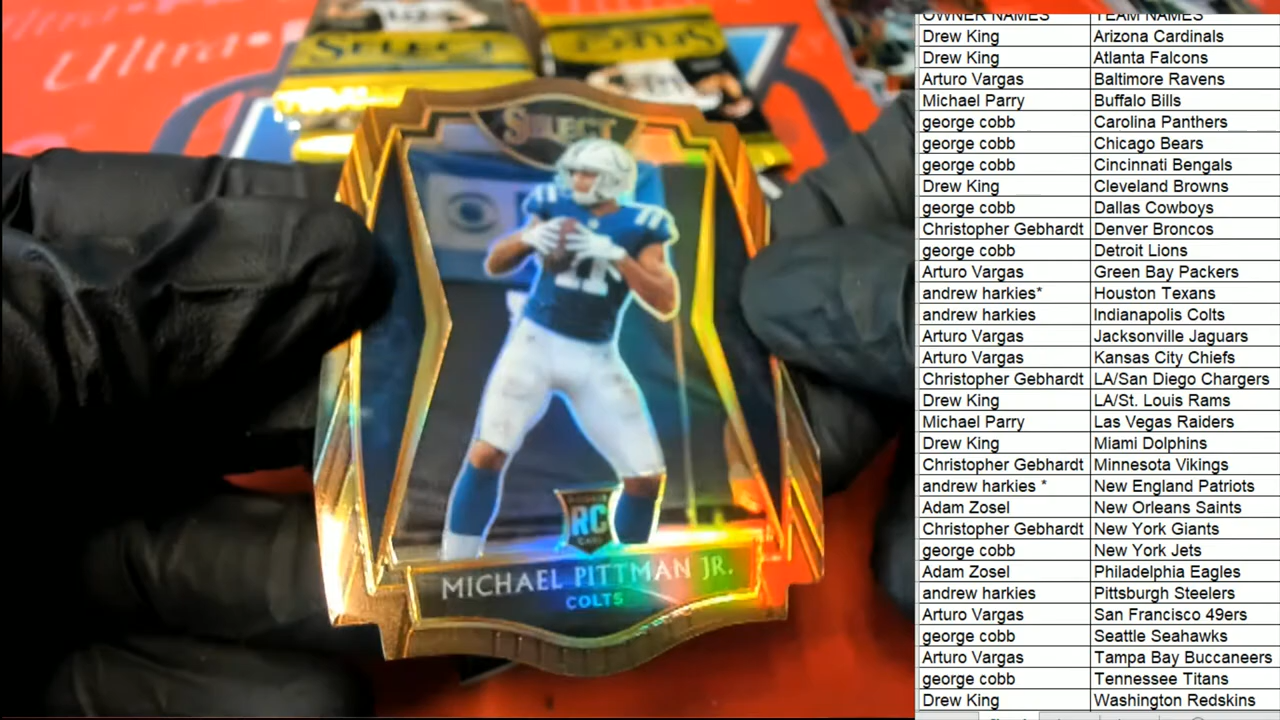 Ultra
SELECT
SELECT
11
ROOKIE
RC
CARD
MICHAEL PITTMAN JR.
COLTS
OWNER NAMES TEAM NAMES
Drew King Arizona Cardinals
Drew King Atlanta Falcons
Arturo Vargas Baltimore Ravens
Michael Parry Buffalo Bills
george cobb Carolina Panthers
george cobb Chicago Bears
george cobb Cincinnati Bengals
Drew King Cleveland Browns
george cobb Dallas Cowboys
Christopher Gebhardt Denver Broncos
george cobb Detroit Lions
Arturo Vargas Green Bay Packers
andrew harkies* Houston Texans
andrew harkies Indianapolis Colts
Arturo Vargas Jacksonville Jaguars
Arturo Vargas Kansas City Chiefs
Christopher Gebhardt LA/San Diego Chargers
Drew King LA/St. Louis Rams
Michael Parry Las Vegas Raiders
Drew King Miami Dolphins
Christopher Gebhardt Minnesota Vikings
andrew harkies * New England Patriots
Adam Zosel New Orleans Saints
Christopher Gebhardt New York Giants
george cobb New York Jets
Adam Zosel Philadelphia Eagles
andrew harkies Pittsburgh Steelers
Arturo Vargas San Francisco 49ers
george cobb Seattle Seahawks
Arturo Vargas Tampa Bay Buccaneers
george cobb Tennessee Titans
Drew King Washington Redskins